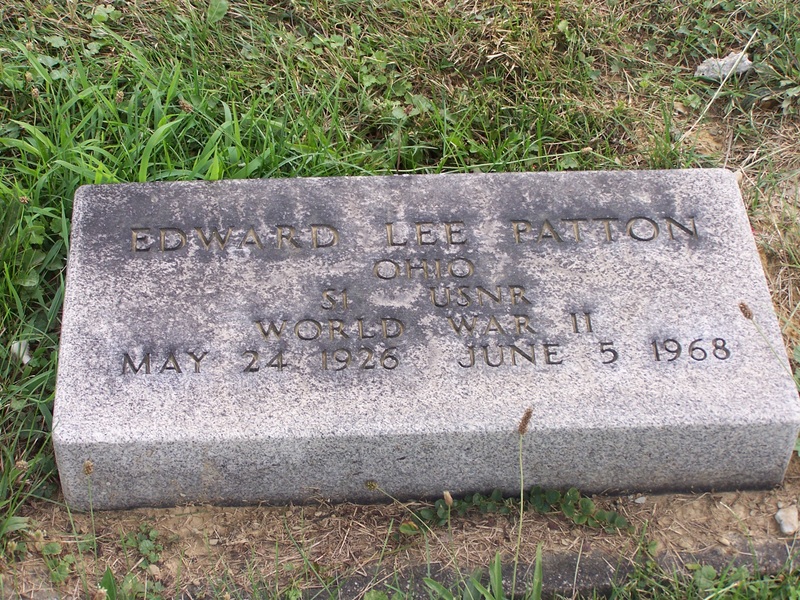 EDWARD LEE PATTON
OHIO
S1 USNR
WORLD WAR II
MAY 24 1926 JUNE 5 1968